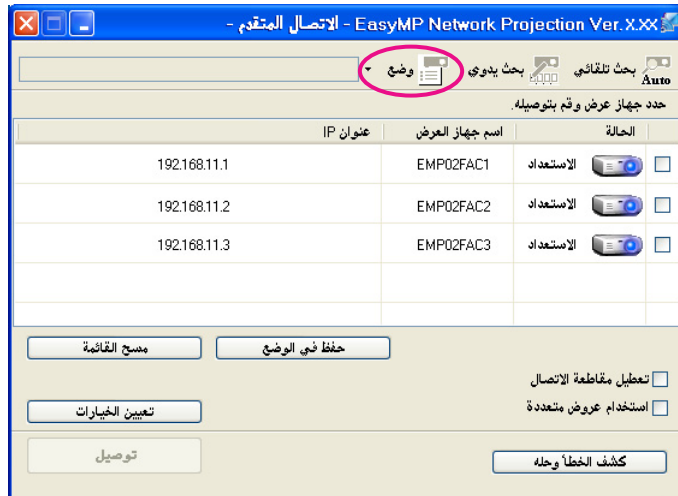 EasyMP Network Projection Ver.X.XX - الاتصال المتقدم -
Auto بحث تلقائي بحث يدوي وضع
حدد جهاز عرض وقم بتوصيله.
الحالة اسم جهاز العرض عنوان IP
الاستعداد EMP02FAC1 192.168.11.1
الاستعداد EMP02FAC2 192.168.11.2
الاستعداد EMP02FAC3 192.168.11.3
حفظ في الوضع مسح القائمة
تعطيل مقاطعة الاتصال
استخدام عروض متعددة تعيين الخيارات
كشف الخطأ وحله توصيل